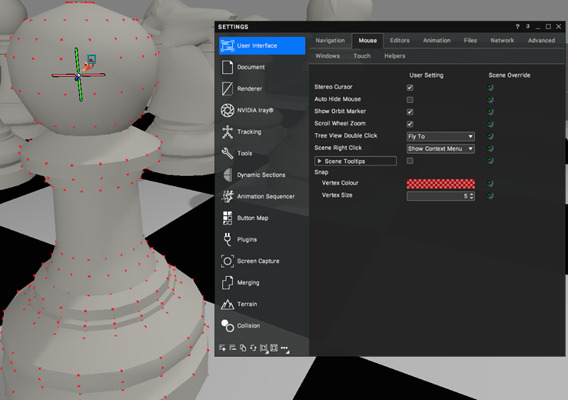 SETTINGS
User Interface
Document
Renderer
NVIDIA Iray®
Tracking
Tools
Dynamic Sections
Animation Sequencer
Button Map
Plugins
Screen Capture
Merging
Terrain
Collision
Navigation Mouse Editors Animation Files Network Advanced
Windows Touch Helpers
User Setting Scene Override
Stereo Cursor
Auto Hide Mouse
Show Orbit Marker
Scroll Wheel Zoom
Tree View Double Click Fly To
Scene Right Click Show Context Menu
Scene Tooltips
Snap
Vertex Colour
Vertex Size 5